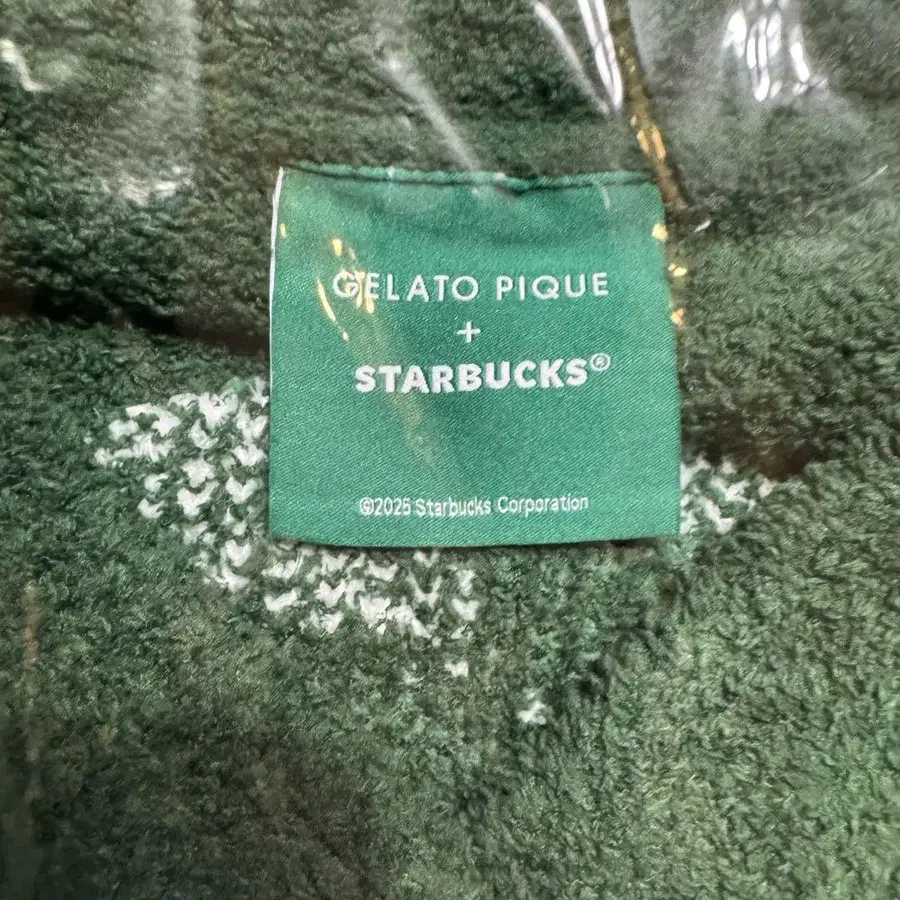 GELATO PIQUE
+
STARBUCKS®
©2025 Starbucks Corporation